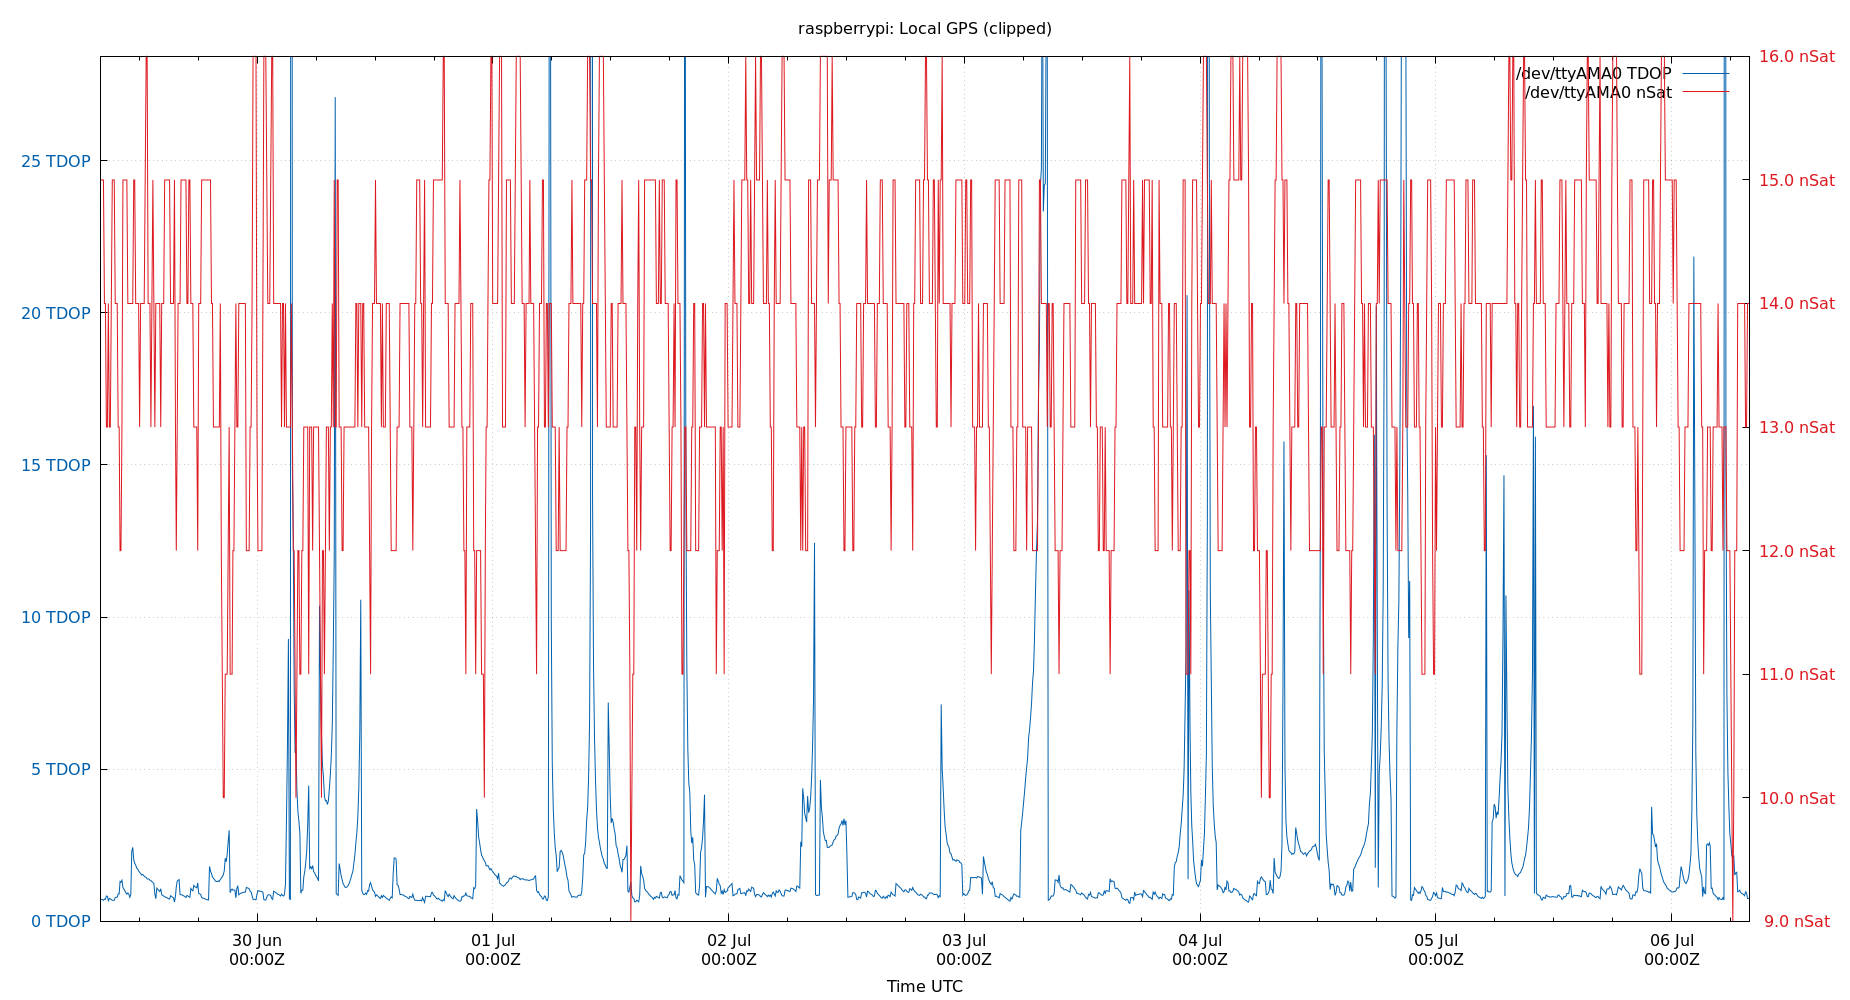 raspberrypi: Local GPS (clipped)
/dev/ttyAMA0 TDOP
/dev/ttyAMA0 nSat
25 TDOP
20 TDOP
15 TDOP
10 TDOP
5 TDOP
0 TDOP
16.0 nSat
15.0 nSat
14.0 nSat
13.0 nSat
12.0 nSat
11.0 nSat
10.0 nSat
9.0 nSat
30 Jun
00:00Z
01 Jul
00:00Z
02 Jul
00:00Z
03 Jul
00:00Z
04 Jul
00:00Z
05 Jul
00:00Z
06 Jul
00:00Z
Time UTC